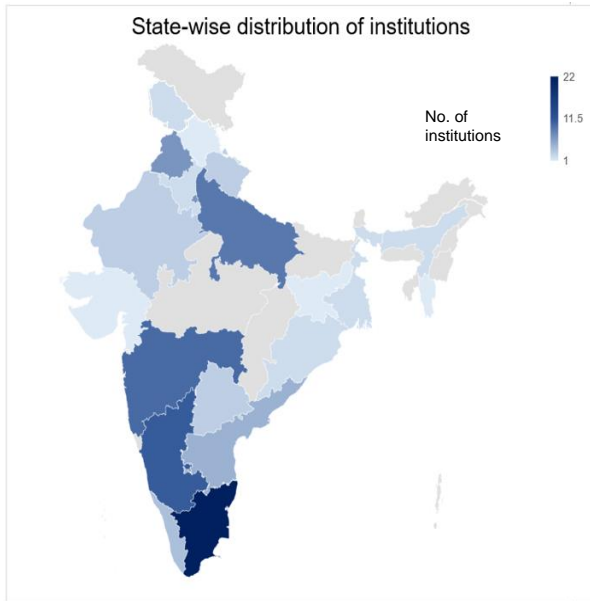 State-wise distribution of institutions
No. of
institutions
22
11.5
1